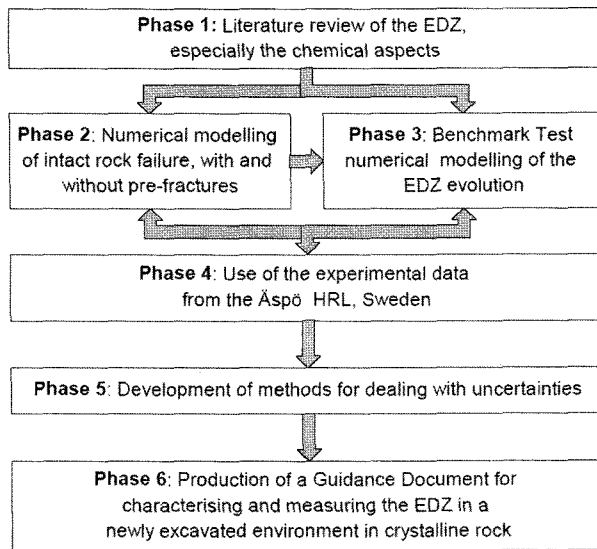 Phase 1: Literature review of the EDZ,
especially the chemical aspects
Phase 2: Numerical modelling
of intact rock failure, with and
without pre-fractures
Phase 3: Benchmark Test
numerical modelling of the
EDZ evolution
Phase 4: Use of the experimental data
from the Äspö HRL, Sweden
Phase 5: Development of methods for dealing with uncertainties
Phase 6: Production of a Guidance Document for
characterising and measuring the EDZ in a
newly excavated environment in crystalline rock